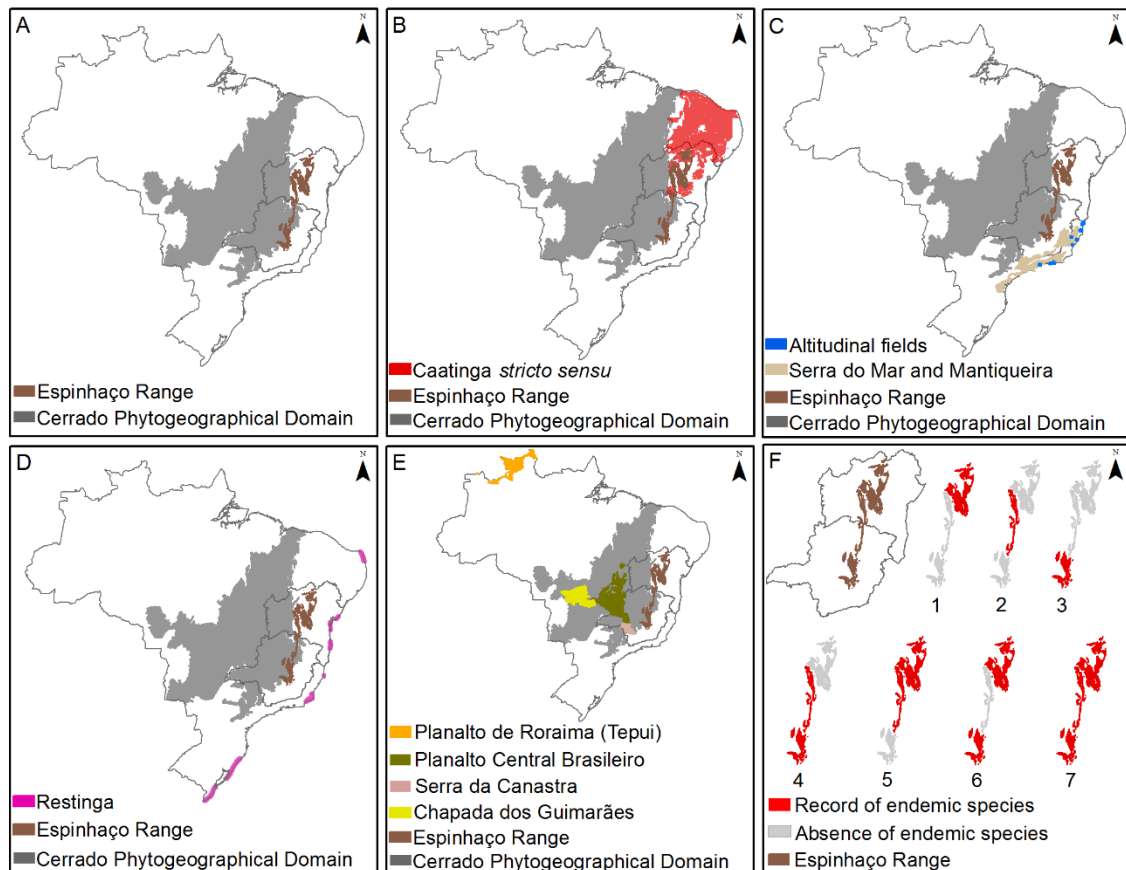 A
N
Espinhaço Range
Cerrado Phytogeographical Domain
B
N
Caatinga stricto sensu
Espinhaço Range
Cerrado Phytogeographical Domain
C
N
Altitudinal fields
Serra do Mar and Mantiqueira
Espinhaço Range
Cerrado Phytogeographical Domain
D
N
Restinga
Espinhaço Range
Cerrado Phytogeographical Domain
E
N
Planalto de Roraima (Tepui)
Planalto Central Brasileiro
Serra da Canastra
Chapada dos Guimarães
Espinhaço Range
Cerrado Phytogeographical Domain
F
N
1 2 3
4 5 6 7
Record of endemic species
Absence of endemic species
Espinhaço Range